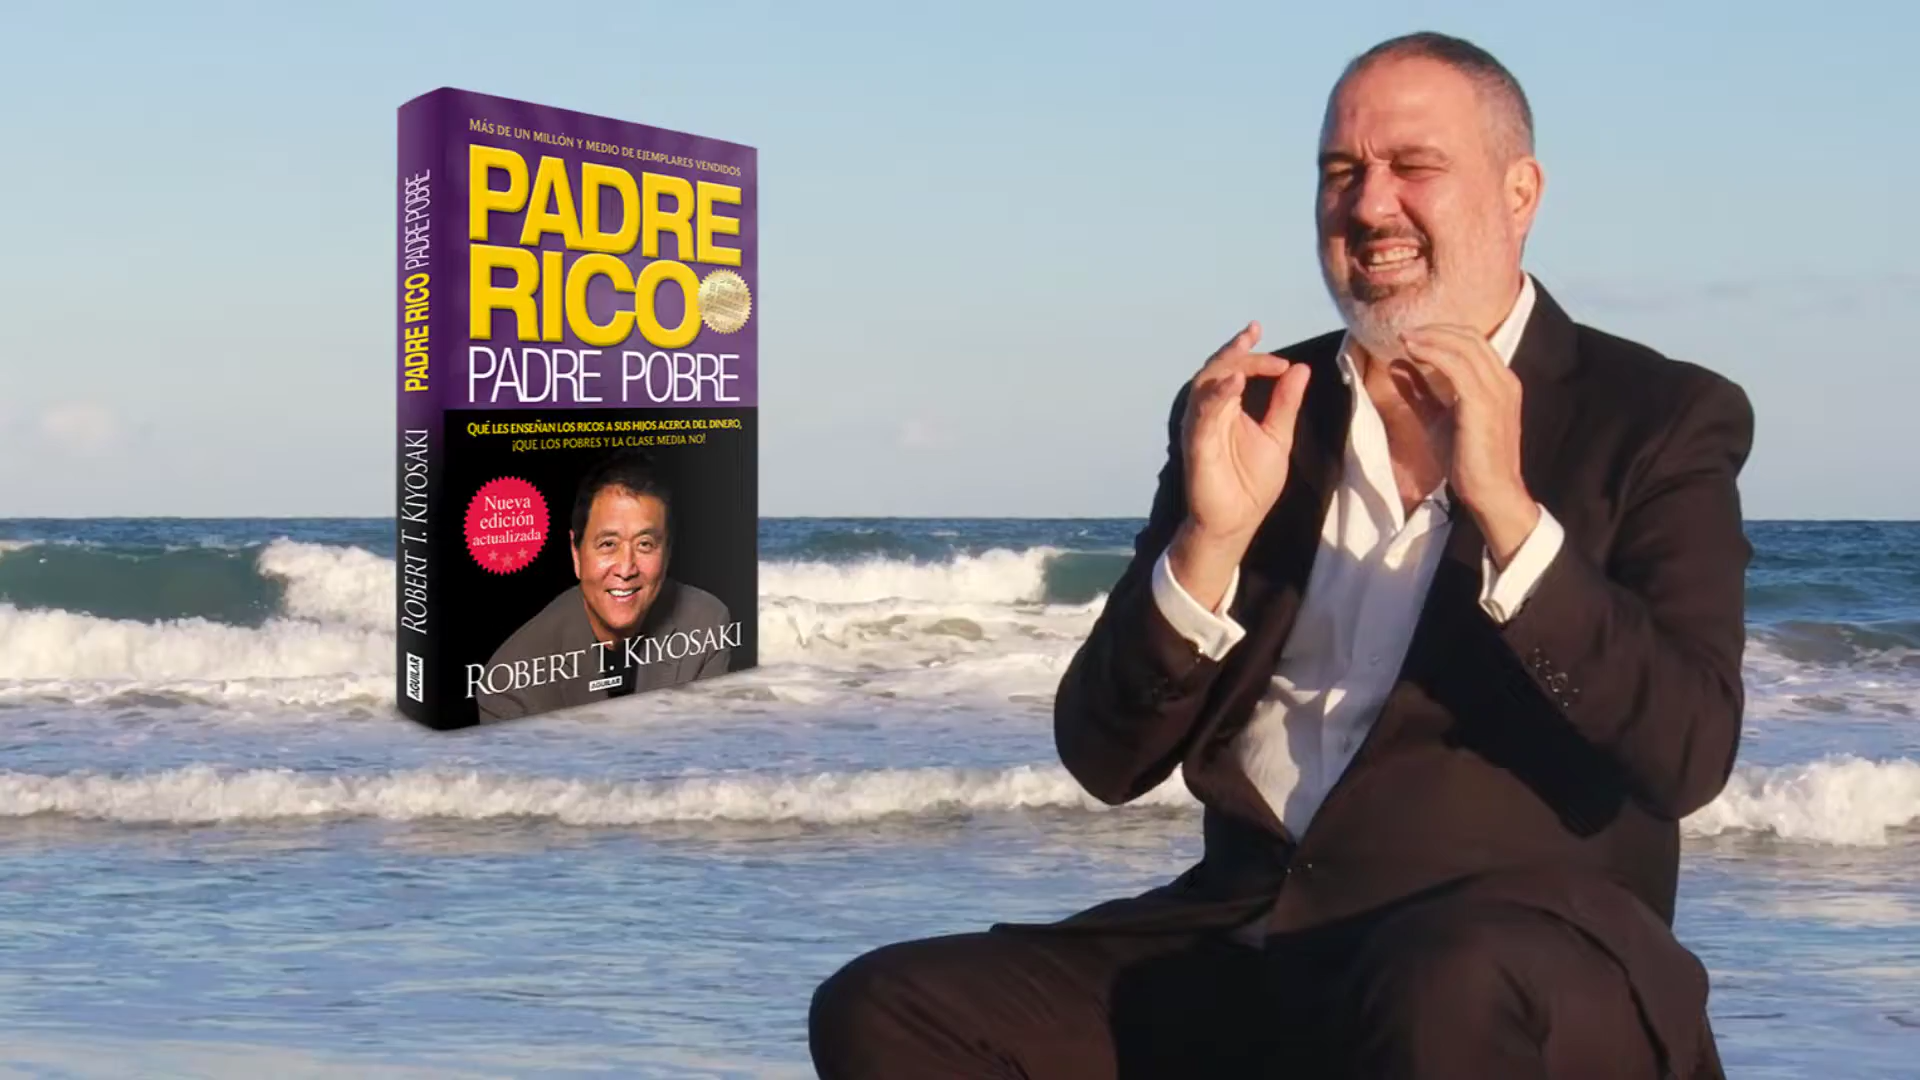 MÁS DE UN MILLÓN Y MEDIO DE EJEMPLARES VENDIDOS
PADRE
RICO
PADRE POBRE
QUÉ LES ENSEÑAN LOS RICOS A SUS HIJOS ACERCA DEL DINERO,
¡QUE LOS POBRES Y LA CLASE MEDIA NO!
Nueva
edición
actualizada
ROBERT T. KIYOSAKI
AGUILAR
PADRE RICO PADRE POBRE
ROBERT T. KIYOSAKI
AGUILAR